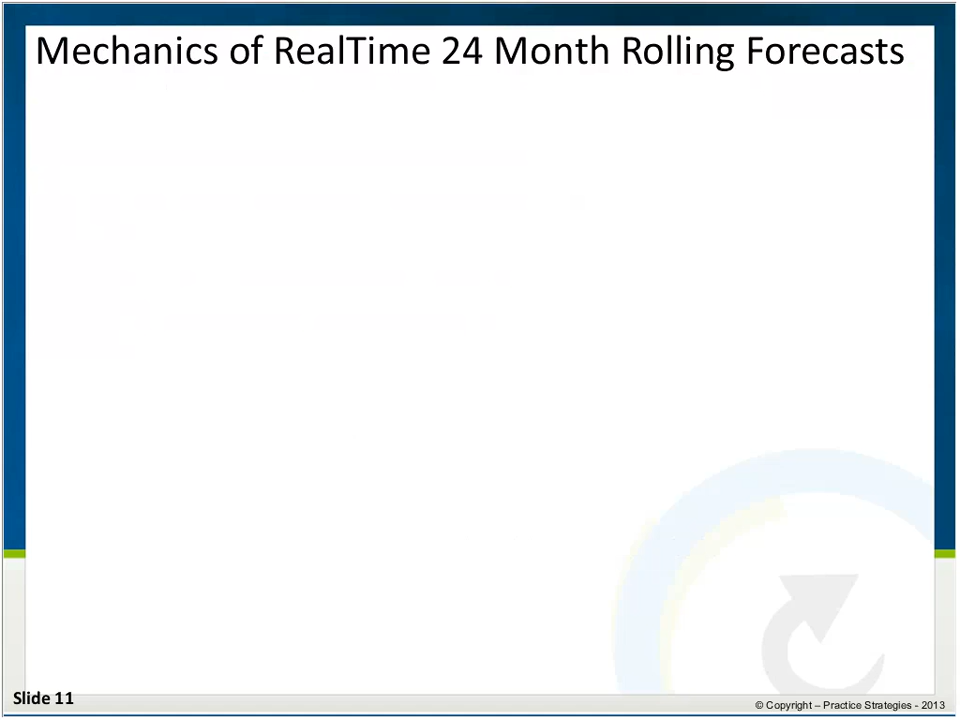 Mechanics of RealTime 24 Month Rolling Forecasts
Slide 11
© Copyright – Practice Strategies - 2013